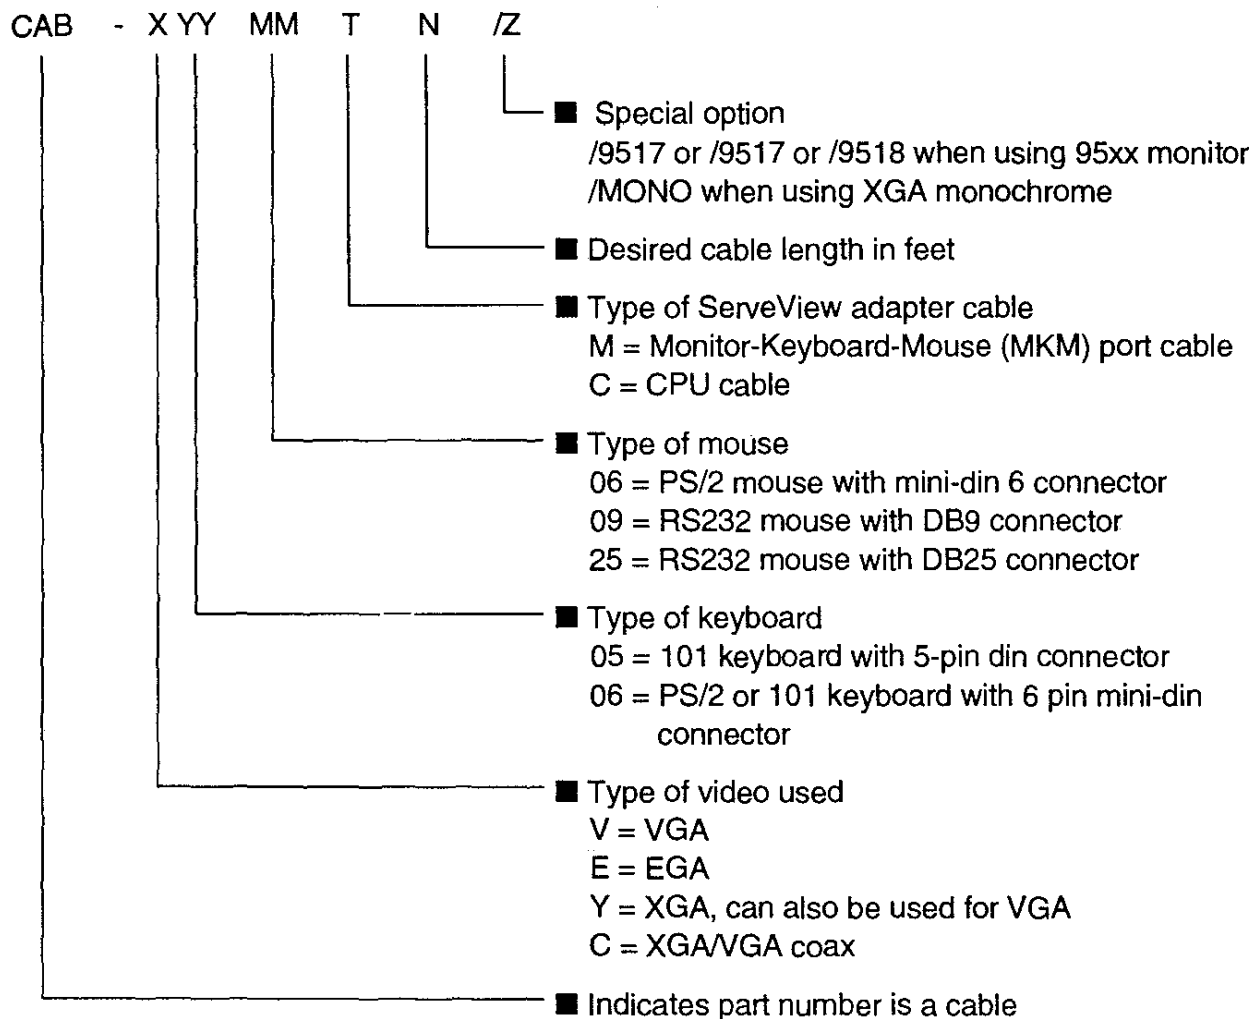 CAB - X YY MM T N /Z
■ Special option
/9517 or /9517 or /9518 when using 95xx monitor
/MONO when using XGA monochrome
■ Desired cable length in feet
■ Type of ServeView adapter cable
M = Monitor-Keyboard-Mouse (MKM) port cable
C = CPU cable
■ Type of mouse
06 = PS/2 mouse with mini-din 6 connector
09 = RS232 mouse with DB9 connector
25 = RS232 mouse with DB25 connector
■ Type of keyboard
05 = 101 keyboard with 5-pin din connector
06 = PS/2 or 101 keyboard with 6 pin mini-din
connector
■ Type of video used
V = VGA
E = EGA
Y = XGA, can also be used for VGA
C = XGA/VGA coax
■ Indicates part number is a cable